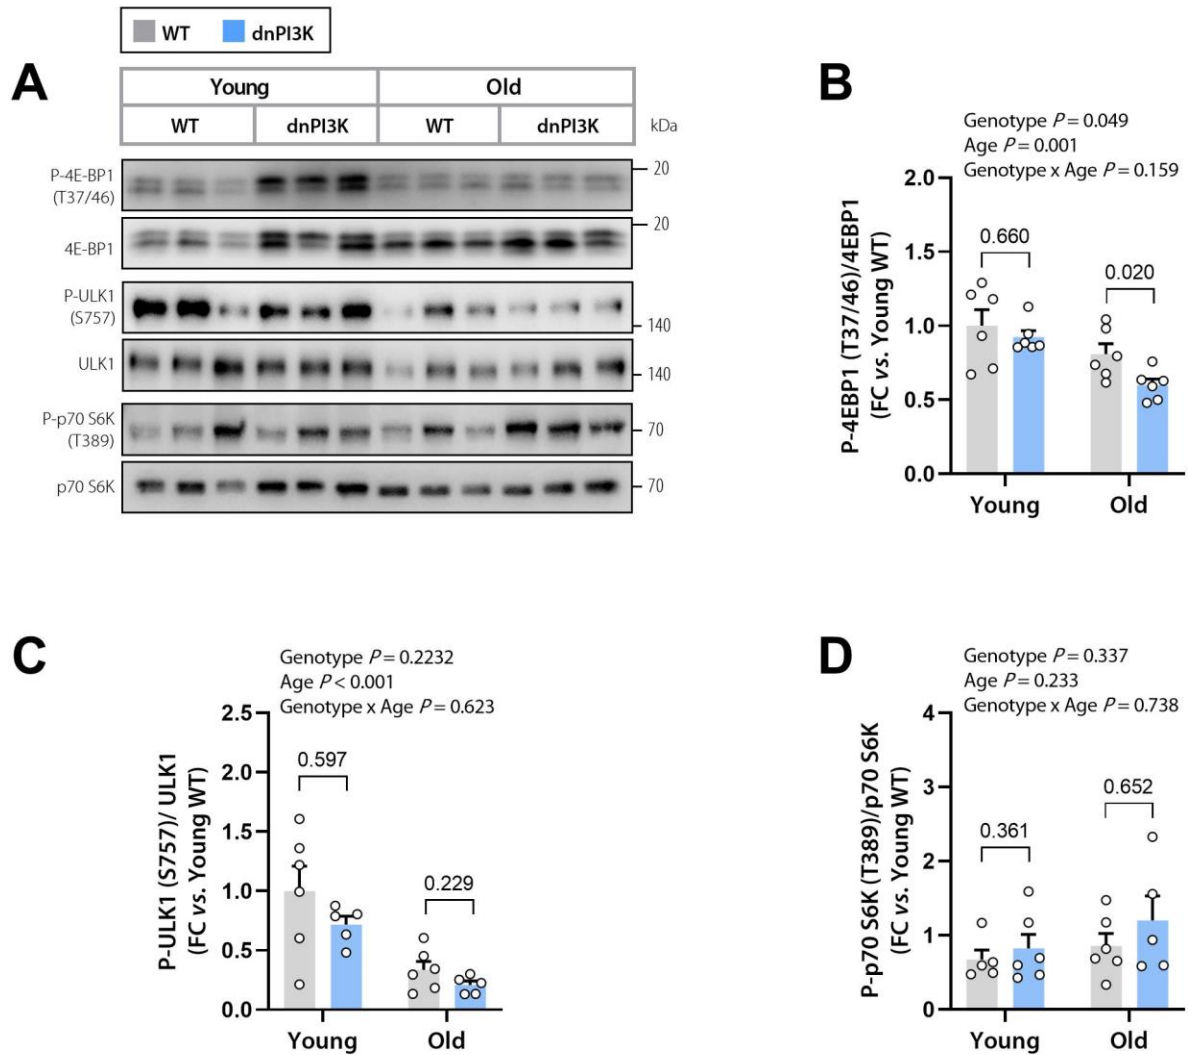 WT dnPI3K
A
Young Old
WT dnPI3K WT dnPI3K kDa
P-4E-BP1
(T37/46)
20
4E-BP1
20
P-ULK1
(S757)
140
ULK1
140
P-p70 S6K
(T389)
70
p70 S6K
70
B
Genotype P = 0.049
Age P = 0.001
Genotype x Age P = 0.159
P-4EBP1 (T37/46)/4EBP1
(FC vs. Young WT)
2.0
1.5
1.0
0.5
0.0
0.660
0.020
Young Old
C
Genotype P = 0.2232
Age P < 0.001
Genotype x Age P = 0.623
P-ULK1 (S757)/ ULK1
(FC vs. Young WT)
2.5
2.0
1.5
1.0
0.5
0.0
0.597
0.229
Young Old
D
Genotype P = 0.337
Age P = 0.233
Genotype x Age P = 0.738
P-p70 S6K (T389)/p70 S6K
(FC vs. Young WT)
4
3
2
1
0
0.361
0.652
Young Old